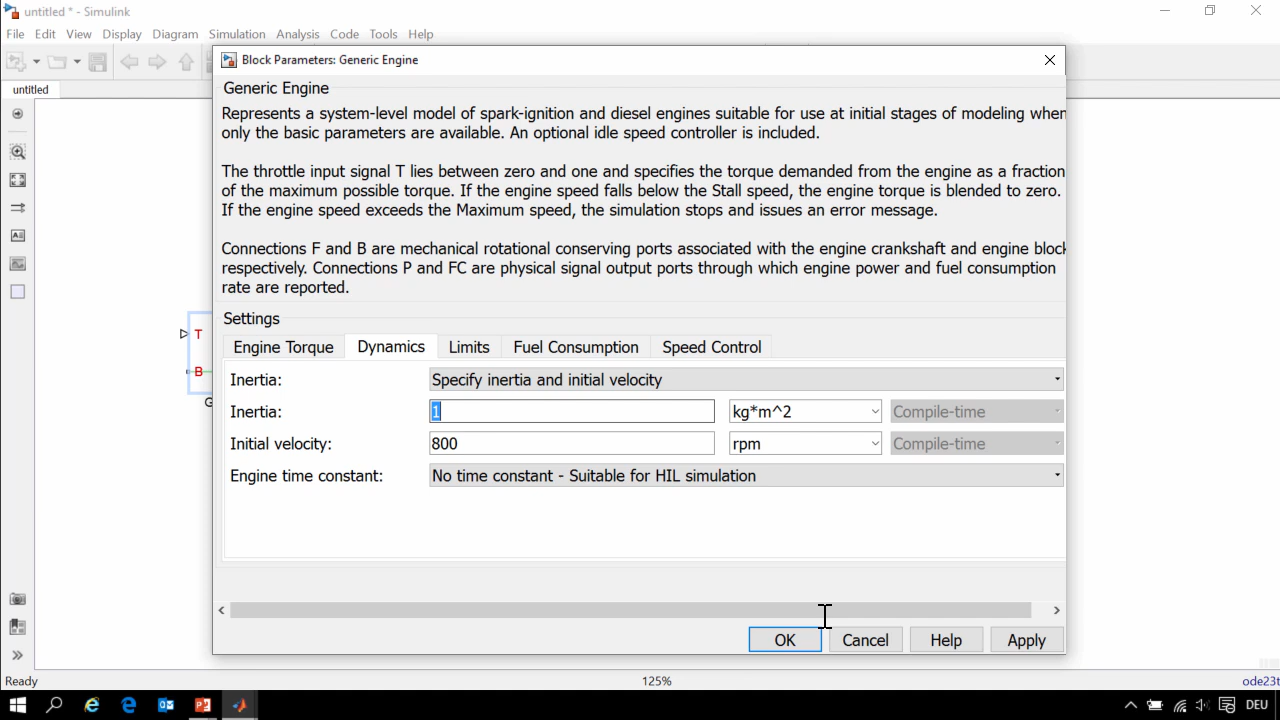 untitled * - Simulink
File Edit View Display Diagram Simulation Analysis Code Tools Help
untitled
Block Parameters: Generic Engine
Generic Engine
Represents a system-level model of spark-ignition and diesel engines suitable for use at initial stages of modeling when
only the basic parameters are available. An optional idle speed controller is included.
The throttle input signal T lies between zero and one and specifies the torque demanded from the engine as a fraction
of the maximum possible torque. If the engine speed falls below the Stall speed, the engine torque is blended to zero.
If the engine speed exceeds the Maximum speed, the simulation stops and issues an error message.
Connections F and B are mechanical rotational conserving ports associated with the engine crankshaft and engine block
respectively. Connections P and FC are physical signal output ports through which engine power and fuel consumption
rate are reported.
Settings
Engine Torque Dynamics Limits Fuel Consumption Speed Control
Inertia: Specify inertia and initial velocity
Inertia: 1 kg*m^2 Compile-time
Initial velocity: 800 rpm Compile-time
Engine time constant: No time constant - Suitable for HIL simulation
T
B
G
OK Cancel Help Apply
Ready 125% ode23t
DEU